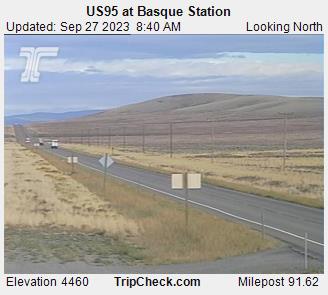 US95 at Basque Station
Updated: Sep 27 2023 8:40 AM Looking North
Elevation 4460 TripCheck.com Milepost 91.62